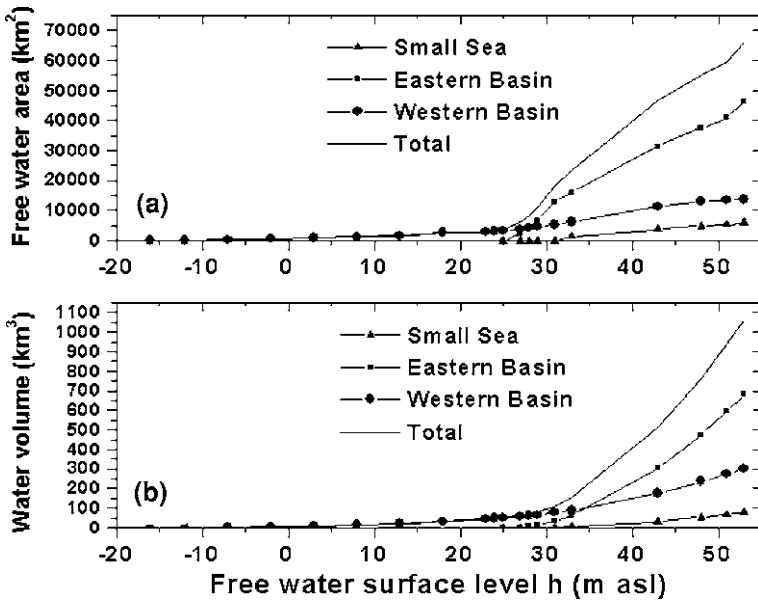 70000
60000
50000
40000
30000
20000
10000
0
Free water area (km²)
Small Sea
Eastern Basin
Western Basin
Total
(a)
-20 -10 0 10 20 30 40 50
1100
1000
900
800
700
600
500
400
300
200
100
0
Water volume (km³)
Small Sea
Eastern Basin
Western Basin
Total
(b)
-20 -10 0 10 20 30 40 50
Free water surface level h (m asl)